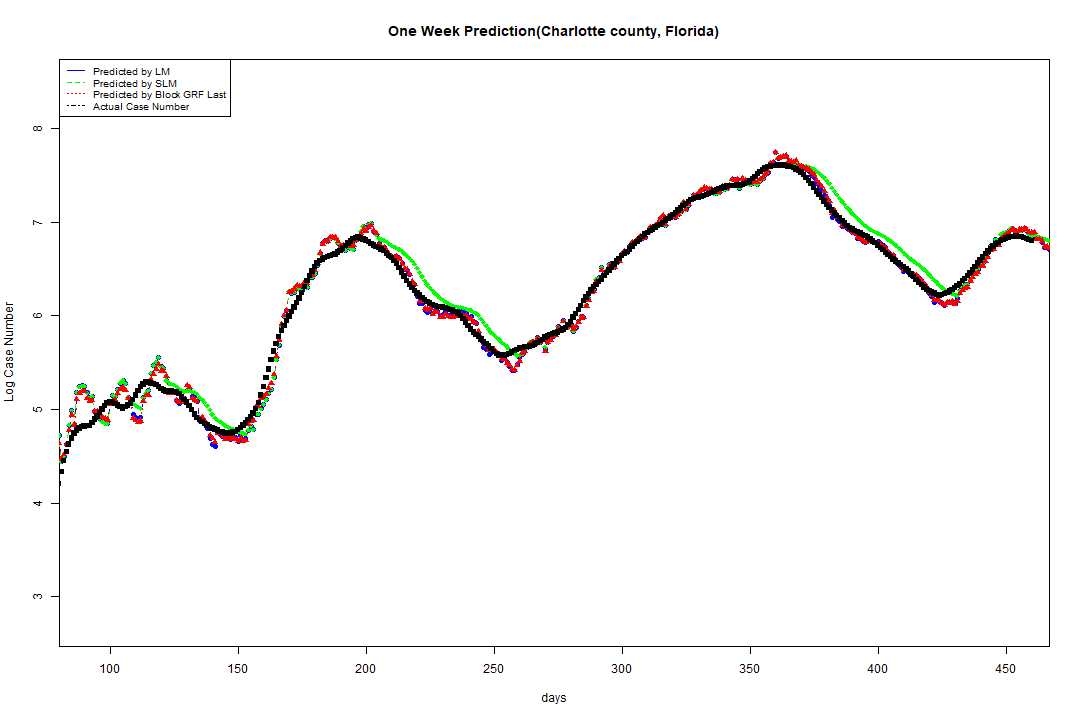 One Week Prediction(Charlotte county, Florida)
Predicted by LM
Predicted by SLM
Predicted by Block GRF Last
Actual Case Number
8
7
6
5
4
3
Log Case Number
100 150 200 250 300 350 400 450
days